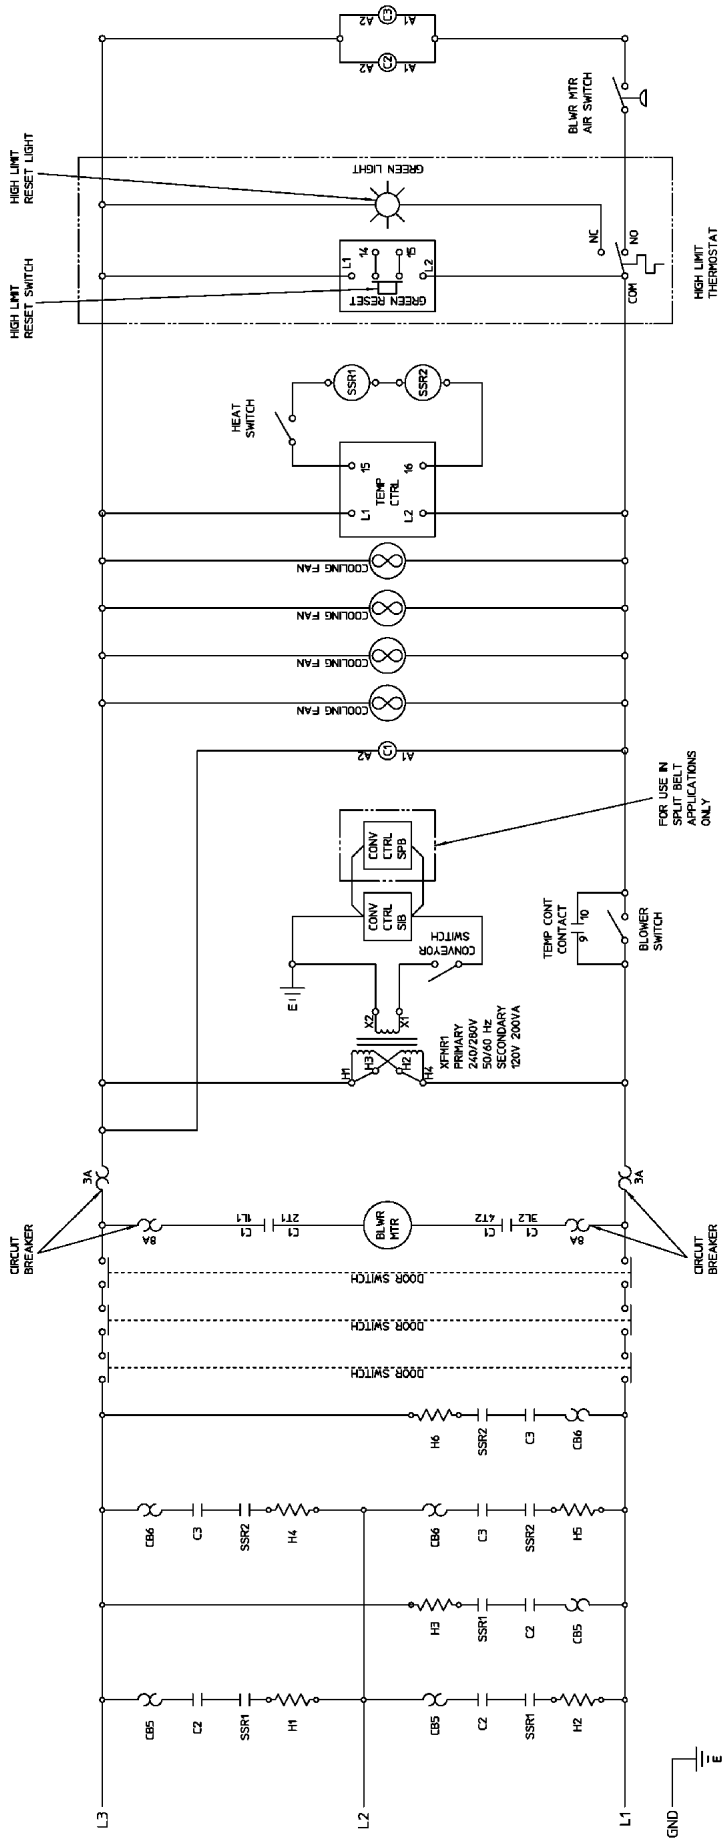 A2
C3
A1
A2
C2
A1
BLWR MTR
AIR SWITCH
HIGH LIMIT
RESET LIGHT
GREEN LIGHT
NC
NO
HIGH LIMIT
RESET SWITCH
L1
14
15
L2
GREEN RESET
COM
HIGH LIMIT
THERMOSTAT
HEAT
SWITCH
SSR1
SSR2
15
16
TEMP
CTRL
L1
L2
COOLING FAN
COOLING FAN
COOLING FAN
COOLING FAN
A2
C1
A1
FOR USE IN
SPLIT BELT
APPLICATIONS
ONLY
CONV
CTRL
SPB
CONV
CTRL
SIB
CONVEYOR
SWITCH
E
TEMP CONT
CONTACT
9
10
BLOWER
SWITCH
X2
X1
H1
H3
H2
H4
XFMR1
PRIMARY
240/280V
50/60 Hz
SECONDARY
120V 200VA
3A
3A
CIRCUIT
BREAKER
8A
C1
1L1
C1
2T1
BLWR
MTR
C1
4T2
C1
3L2
8A
CIRCUIT
BREAKER
DOOR SWITCH
DOOR SWITCH
DOOR SWITCH
H6
SSR2
C3
CB6
CB6
C3
SSR2
H4
CB6
C3
SSR2
H5
H3
SSR1
C2
CB5
CB5
C2
SSR1
H1
CB5
C2
SSR1
H2
L3
L2
L1
GND
E